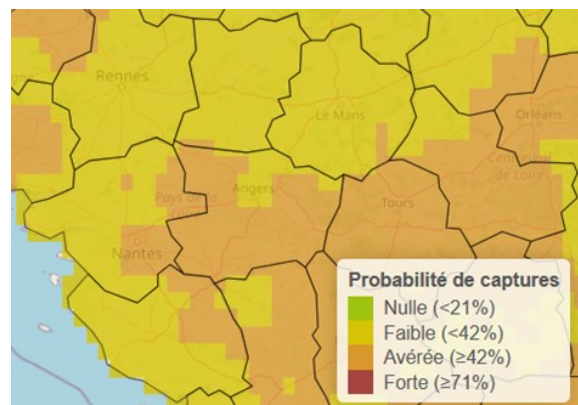 Rennes
Le Mans
Orléans
Centre-Val
de Loire
Angers
Pays de la
Loire
Tours
Nantes
Probabilité de captures
Nulle (<21%)
Faible (<42%)
Avérée (≥42%)
Forte (≥71%)